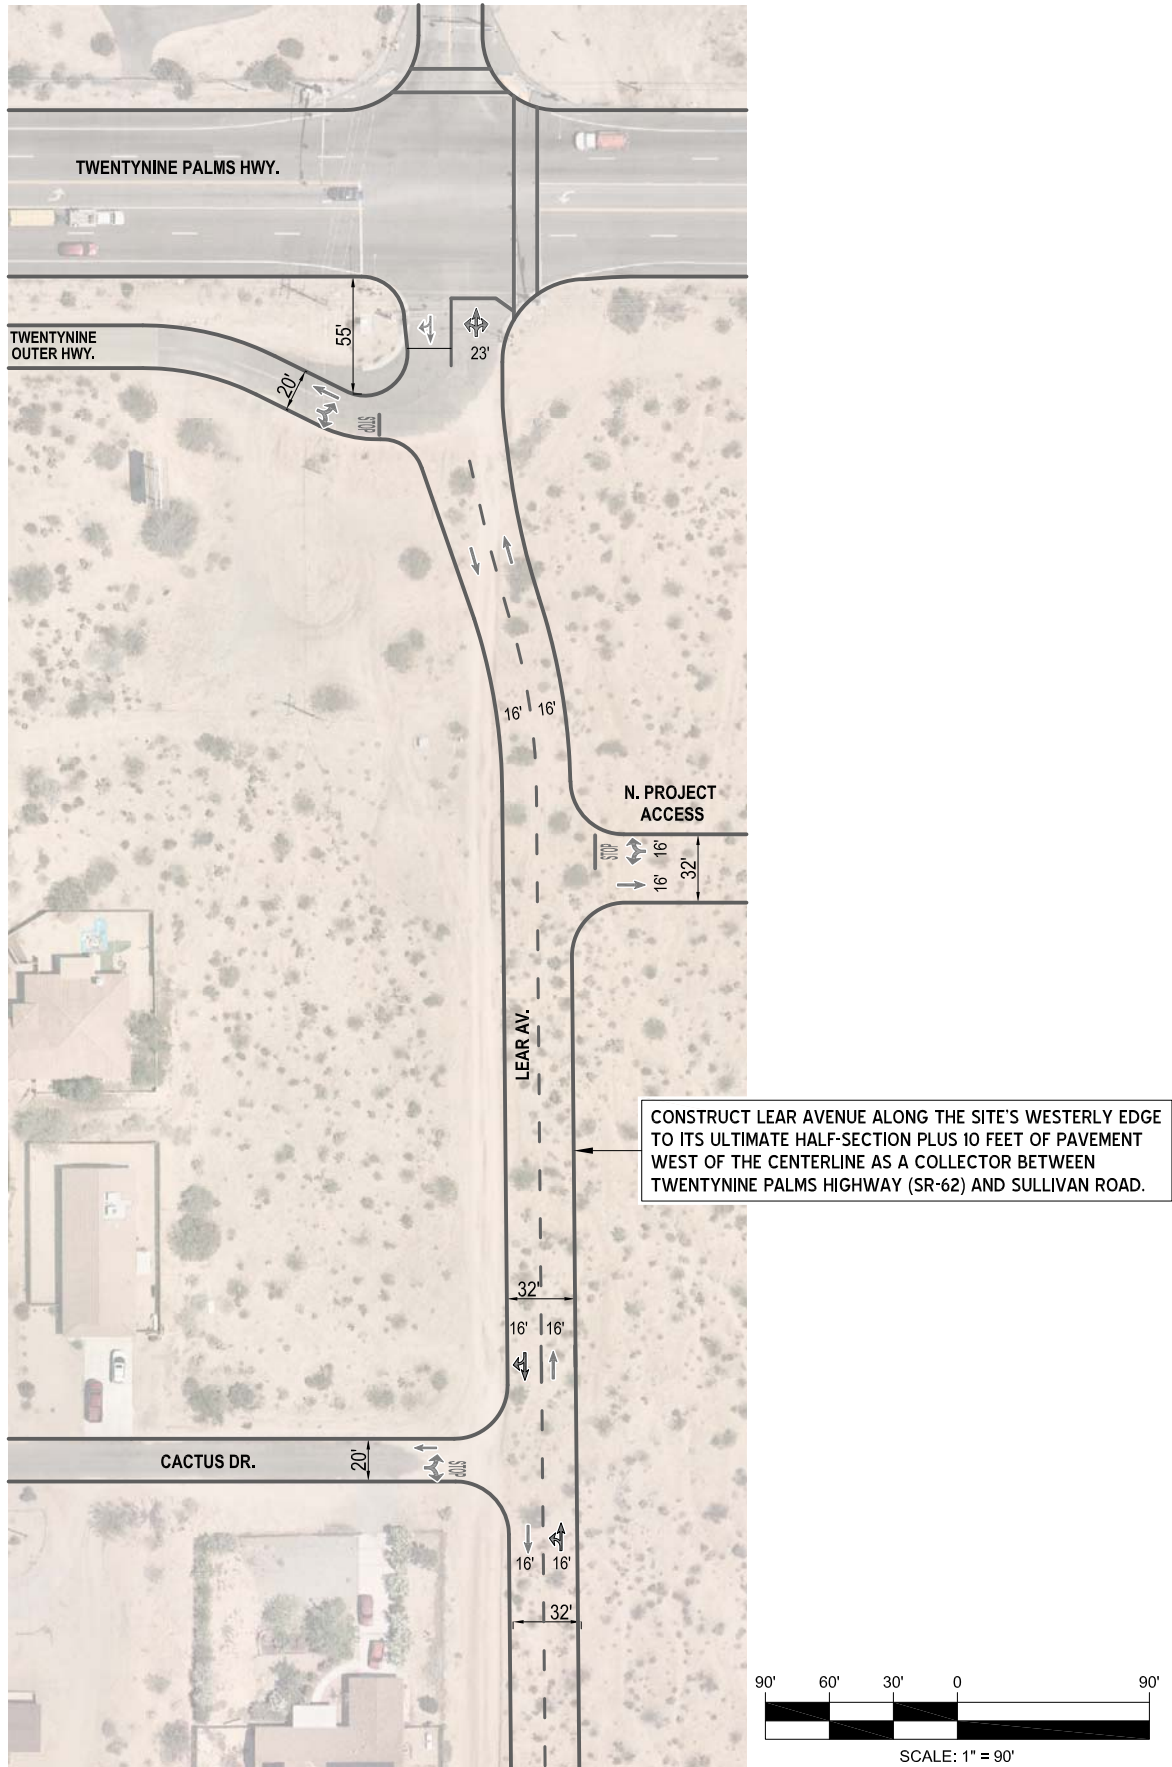 TWENTYNINE PALMS HWY.
TWENTYNINE
OUTER HWY.
55'
23'
20'
STOP
16' 16'
N. PROJECT
ACCESS
STOP
16'
16'
32'
LEAR AV.
CONSTRUCT LEAR AVENUE ALONG THE SITE'S WESTERLY EDGE
TO ITS ULTIMATE HALF-SECTION PLUS 10 FEET OF PAVEMENT
WEST OF THE CENTERLINE AS A COLLECTOR BETWEEN
TWENTYNINE PALMS HIGHWAY (SR-62) AND SULLIVAN ROAD.
32'
16' 16'
CACTUS DR.
20'
STOP
16' 16'
32'
90' 60' 30' 0 90'
SCALE: 1" = 90'